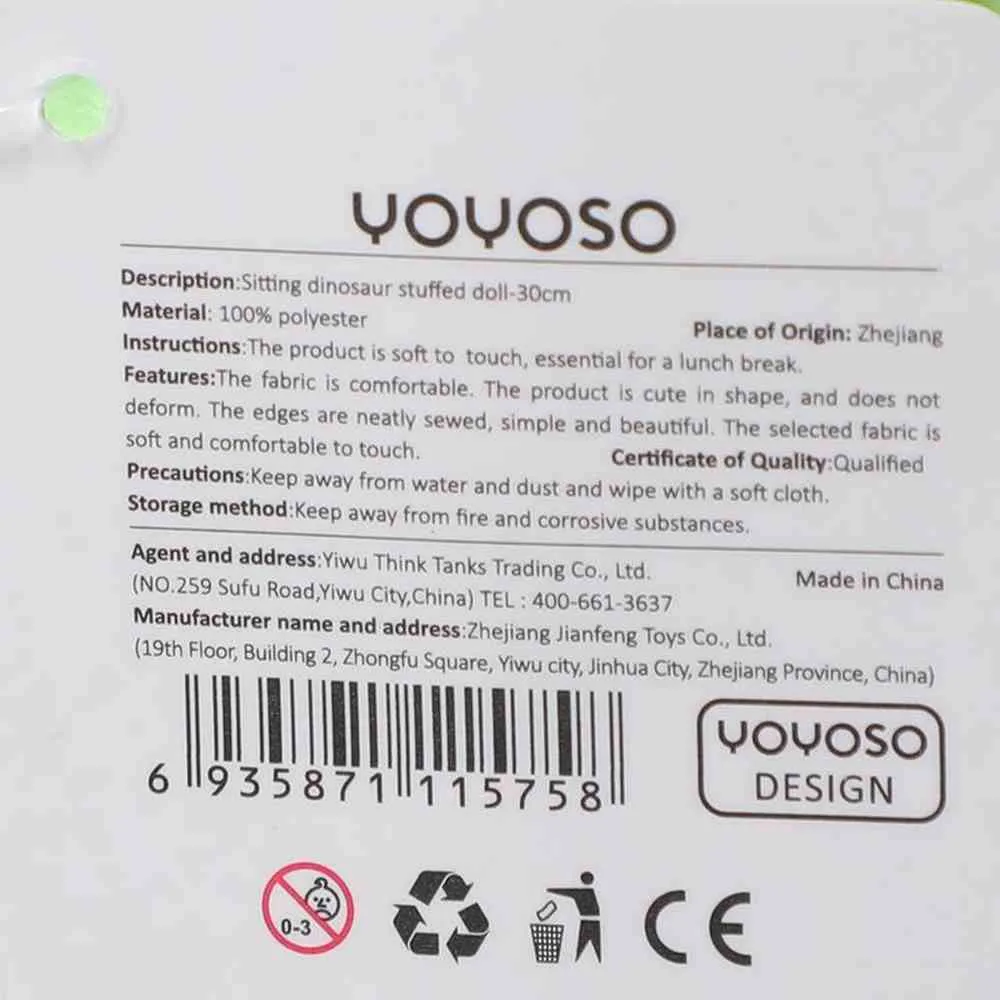 YOYOSO
Description:Sitting dinosaur stuffed doll-30cm
Material: 100% polyester
Place of Origin: Zhejiang
Instructions:The product is soft to touch, essential for a lunch break.
Features:The fabric is comfortable. The product is cute in shape, and does not
deform. The edges are neatly sewed, simple and beautiful. The selected fabric is
soft and comfortable to touch.
Certificate of Quality:Qualified
Precautions:Keep away from water and dust and wipe with a soft cloth.
Storage method:Keep away from fire and corrosive substances.
Agent and address:Yiwu Think Tanks Trading Co., Ltd.
Made in China
(NO.259 Sufu Road,Yiwu City,China) TEL : 400-661-3637
Manufacturer name and address:Zhejiang Jianfeng Toys Co., Ltd.
(19th Floor, Building 2, Zhongfu Square, Yiwu city, Jinhua City, Zhejiang Province, China)
6 935871 115758
YOYOSO
DESIGN
0-3
CE